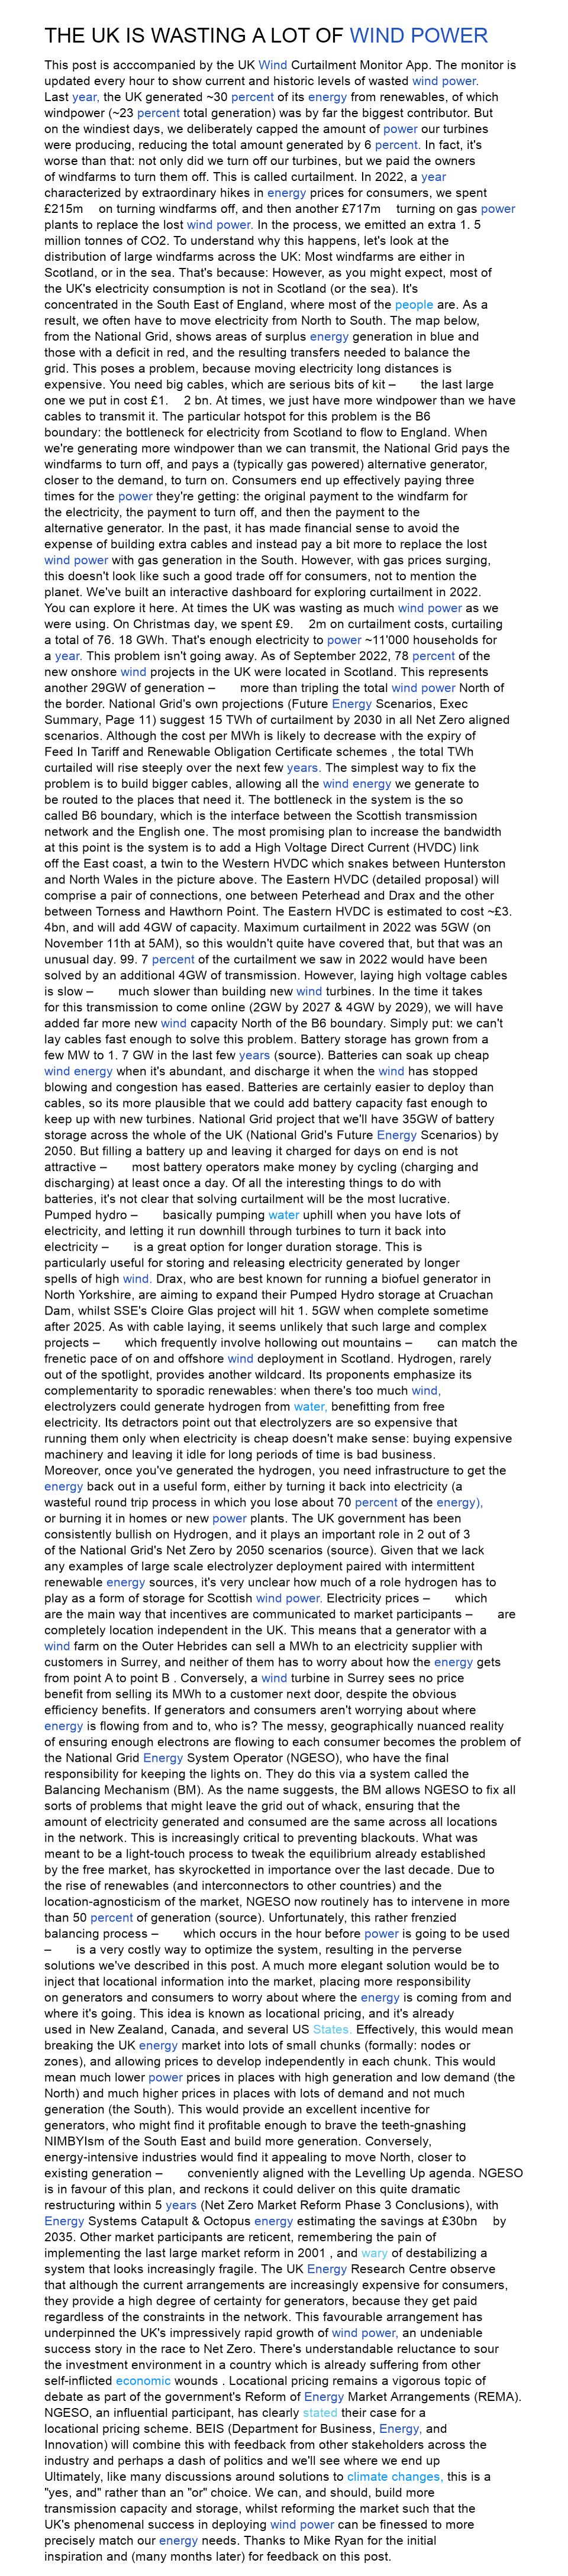 THE UK IS WASTING A LOT OF WIND POWER
This post is acccompanied by the UK Wind Curtailment Monitor App. The monitor is
updated every hour to show current and historic levels of wasted wind power.
Last year, the UK generated ~30 percent of its energy from renewables, of which
windpower (~23 percent total generation) was by far the biggest contributor. But
on the windiest days, we deliberately capped the amount of power our turbines
were producing, reducing the total amount generated by 6 percent. In fact, it's
worse than that: not only did we turn off our turbines, but we paid the owners
of windfarms to turn them off. This is called curtailment. In 2022, a year
characterized by extraordinary hikes in energy prices for consumers, we spent
£215m on turning windfarms off, and then another £717m turning on gas power
plants to replace the lost wind power. In the process, we emitted an extra 1. 5
million tonnes of CO2. To understand why this happens, let's look at the
distribution of large windfarms across the UK: Most windfarms are either in
Scotland, or in the sea. That's because: However, as you might expect, most of
the UK's electricity consumption is not in Scotland (or the sea). It's
concentrated in the South East of England, where most of the people are. As a
result, we often have to move electricity from North to South. The map below,
from the National Grid, shows areas of surplus energy generation in blue and
those with a deficit in red, and the resulting transfers needed to balance the
grid. This poses a problem, because moving electricity long distances is
expensive. You need big cables, which are serious bits of kit – the last large
one we put in cost £1. 2 bn. At times, we just have more windpower than we have
cables to transmit it. The particular hotspot for this problem is the B6
boundary: the bottleneck for electricity from Scotland to flow to England. When
we're generating more windpower than we can transmit, the National Grid pays the
windfarms to turn off, and pays a (typically gas powered) alternative generator,
closer to the demand, to turn on. Consumers end up effectively paying three
times for the power they're getting: the original payment to the windfarm for
the electricity, the payment to turn off, and then the payment to the
alternative generator. In the past, it has made financial sense to avoid the
expense of building extra cables and instead pay a bit more to replace the lost
wind power with gas generation in the South. However, with gas prices surging,
this doesn't look like such a good trade off for consumers, not to mention the
planet. We've built an interactive dashboard for exploring curtailment in 2022.
You can explore it here. At times the UK was wasting as much wind power as we
were using. On Christmas day, we spent £9. 2m on curtailment costs, curtailing
a total of 76. 18 GWh. That's enough electricity to power ~11'000 households for
a year. This problem isn't going away. As of September 2022, 78 percent of the
new onshore wind projects in the UK were located in Scotland. This represents
another 29GW of generation – more than tripling the total wind power North of
the border. National Grid's own projections (Future Energy Scenarios, Exec
Summary, Page 11) suggest 15 TWh of curtailment by 2030 in all Net Zero aligned
scenarios. Although the cost per MWh is likely to decrease with the expiry of
Feed In Tariff and Renewable Obligation Certificate schemes , the total TWh
curtailed will rise steeply over the next few years. The simplest way to fix the
problem is to build bigger cables, allowing all the wind energy we generate to
be routed to the places that need it. The bottleneck in the system is the so
called B6 boundary, which is the interface between the Scottish transmission
network and the English one. The most promising plan to increase the bandwidth
at this point is the system is to add a High Voltage Direct Current (HVDC) link
off the East coast, a twin to the Western HVDC which snakes between Hunterston
and North Wales in the picture above. The Eastern HVDC (detailed proposal) will
comprise a pair of connections, one between Peterhead and Drax and the other
between Torness and Hawthorn Point. The Eastern HVDC is estimated to cost ~£3.
4bn, and will add 4GW of capacity. Maximum curtailment in 2022 was 5GW (on
November 11th at 5AM), so this wouldn't quite have covered that, but that was an
unusual day. 99. 7 percent of the curtailment we saw in 2022 would have been
solved by an additional 4GW of transmission. However, laying high voltage cables
is slow – much slower than building new wind turbines. In the time it takes
for this transmission to come online (2GW by 2027 & 4GW by 2029), we will have
added far more new wind capacity North of the B6 boundary. Simply put: we can't
lay cables fast enough to solve this problem. Battery storage has grown from a
few MW to 1. 7 GW in the last few years (source). Batteries can soak up cheap
wind energy when it's abundant, and discharge it when the wind has stopped
blowing and congestion has eased. Batteries are certainly easier to deploy than
cables, so its more plausible that we could add battery capacity fast enough to
keep up with new turbines. National Grid project that we'll have 35GW of battery
storage across the whole of the UK (National Grid's Future Energy Scenarios) by
2050. But filling a battery up and leaving it charged for days on end is not
attractive – most battery operators make money by cycling (charging and
discharging) at least once a day. Of all the interesting things to do with
batteries, it's not clear that solving curtailment will be the most lucrative.
Pumped hydro – basically pumping water uphill when you have lots of
electricity, and letting it run downhill through turbines to turn it back into
electricity – is a great option for longer duration storage. This is
particularly useful for storing and releasing electricity generated by longer
spells of high wind. Drax, who are best known for running a biofuel generator in
North Yorkshire, are aiming to expand their Pumped Hydro storage at Cruachan
Dam, whilst SSE's Cloire Glas project will hit 1. 5GW when complete sometime
after 2025. As with cable laying, it seems unlikely that such large and complex
projects – which frequently involve hollowing out mountains – can match the
frenetic pace of on and offshore wind deployment in Scotland. Hydrogen, rarely
out of the spotlight, provides another wildcard. Its proponents emphasize its
complementarity to sporadic renewables: when there's too much wind,
electrolyzers could generate hydrogen from water, benefitting from free
electricity. Its detractors point out that electrolyzers are so expensive that
running them only when electricity is cheap doesn't make sense: buying expensive
machinery and leaving it idle for long periods of time is bad business.
Moreover, once you've generated the hydrogen, you need infrastructure to get the
energy back out in a useful form, either by turning it back into electricity (a
wasteful round trip process in which you lose about 70 percent of the energy),
or burning it in homes or new power plants. The UK government has been
consistently bullish on Hydrogen, and it plays an important role in 2 out of 3
of the National Grid's Net Zero by 2050 scenarios (source). Given that we lack
any examples of large scale electrolyzer deployment paired with intermittent
renewable energy sources, it's very unclear how much of a role hydrogen has to
play as a form of storage for Scottish wind power. Electricity prices – which
are the main way that incentives are communicated to market participants – are
completely location independent in the UK. This means that a generator with a
wind farm on the Outer Hebrides can sell a MWh to an electricity supplier with
customers in Surrey, and neither of them has to worry about how the energy gets
from point A to point B . Conversely, a wind turbine in Surrey sees no price
benefit from selling its MWh to a customer next door, despite the obvious
efficiency benefits. If generators and consumers aren't worrying about where
energy is flowing from and to, who is? The messy, geographically nuanced reality
of ensuring enough electrons are flowing to each consumer becomes the problem of
the National Grid Energy System Operator (NGESO), who have the final
responsibility for keeping the lights on. They do this via a system called the
Balancing Mechanism (BM). As the name suggests, the BM allows NGESO to fix all
sorts of problems that might leave the grid out of whack, ensuring that the
amount of electricity generated and consumed are the same across all locations
in the network. This is increasingly critical to preventing blackouts. What was
meant to be a light-touch process to tweak the equilibrium already established
by the free market, has skyrocketed in importance over the last decade. Due to
the rise of renewables (and interconnectors to other countries) and the
location-agnosticism of the market, NGESO now routinely has to intervene in more
than 50 percent of generation (source). Unfortunately, this rather frenzied
balancing process – which occurs in the hour before power is going to be used
– is a very costly way to optimize the system, resulting in the perverse
solutions we've described in this post. A much more elegant solution would be to
inject that locational information into the market, placing more responsibility
on generators and consumers to worry about where the energy is coming from and
where it's going. This idea is known as locational pricing, and it's already
used in New Zealand, Canada, and several US States. Effectively, this would mean
breaking the UK energy market into lots of small chunks (formally: nodes or
zones), and allowing prices to develop independently in each chunk. This would
mean much lower power prices in places with high generation and low demand (the
North) and much higher prices in places with lots of demand and not much
generation (the South). This would provide an excellent incentive for
generators, who might find it profitable enough to brave the teeth-gnashing
NIMBYIsm of the South East and build more generation. Conversely,
energy-intensive industries would find it appealing to move North, closer to
existing generation – conveniently aligned with the Levelling Up agenda. NGESO
is in favour of this plan, and reckons it could deliver on this quite dramatic
restructuring within 5 years (Net Zero Market Reform Phase 3 Conclusions), with
Energy Systems Catapult & Octopus energy estimating the savings at £30bn by
2035. Other market participants are reticent, remembering the pain of
implementing the last large market reform in 2001 , and wary of destabilizing a
system that looks increasingly fragile. The UK Energy Research Centre observe
that although the current arrangements are increasingly expensive for consumers,
they provide a high degree of certainty for generators, because they get paid
regardless of the constraints in the network. This favourable arrangement has
underpinned the UK's impressively rapid growth of wind power, an undeniable
success story in the race to Net Zero. There's understandable reluctance to sour
the investment environment in a country which is already suffering from other
self-inflicted economic wounds . Locational pricing remains a vigorous topic of
debate as part of the government's Reform of Energy Market Arrangements (REMA).
NGESO, an influential participant, has clearly stated their case for a
locational pricing scheme. BEIS (Department for Business, Energy, and
Innovation) will combine this with feedback from other stakeholders across the
industry and perhaps a dash of politics and we'll see where we end up
Ultimately, like many discussions around solutions to climate changes, this is a
"yes, and" rather than an "or" choice. We can, and should, build more
transmission capacity and storage, whilst reforming the market such that the
UK's phenomenal success in deploying wind power can be finessed to more
precisely match our energy needs. Thanks to Mike Ryan for the initial
inspiration and (many months later) for feedback on this post.